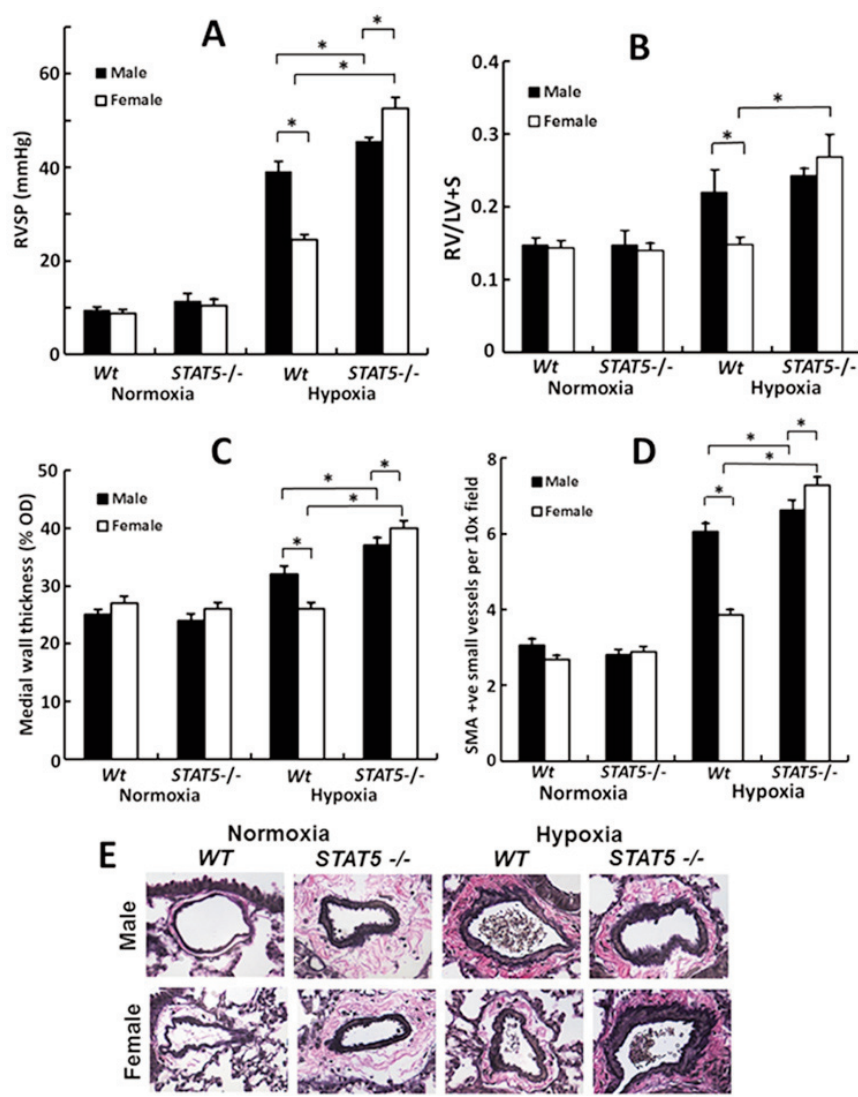 A
RVSP (mmHg)
60
40
20
10
0
Male
Female
*
*
*
*
Wt
STAT5-/-
Wt
STAT5-/-
Normoxia
Hypoxia
B
RV/LV+S
0.4
0.3
0.2
0.1
0
Male
Female
*
*
Wt
STAT5-/-
Wt
STAT5-/-
Normoxia
Hypoxia
C
Medial wall thickness (% OD)
50
40
30
20
10
0
Male
Female
*
*
*
*
Wt
STAT5-/-
Wt
STAT5-/-
Normoxia
Hypoxia
D
SMA +ve small vessels per 10x field
8
6
4
2
0
Male
Female
*
*
*
*
Wt
STAT5-/-
Wt
STAT5-/-
Normoxia
Hypoxia
E
Normoxia
Hypoxia
WT
STAT5 -/-
WT
STAT5 -/-
Male
Female